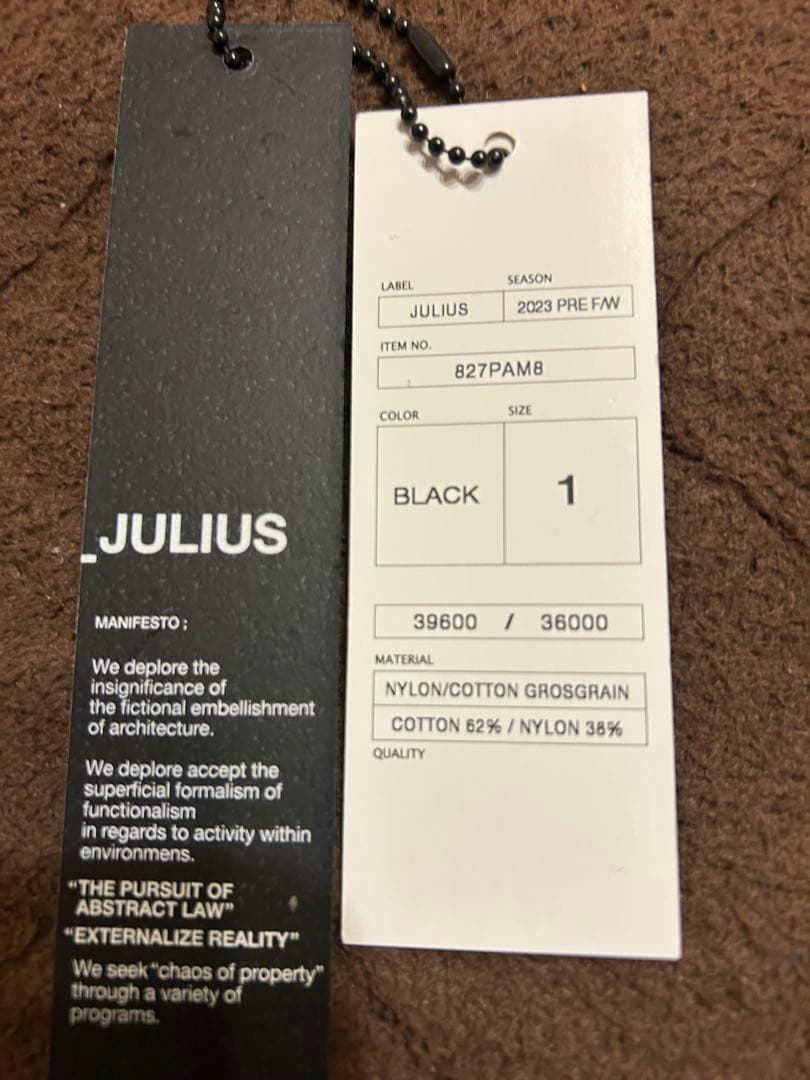 _JULIUS
MANIFESTO ;
We deplore the
insignificance of
the fictional embellishment
of architecture.
We deplore accept the
superficial formalism of
functionalism
in regards to activity within
environmens.
"THE PURSUIT OF
ABSTRACT LAW"
"EXTERNALIZE REALITY"
We seek "chaos of property"
through a variety of
programs.
LABEL SEASON
JULIUS 2023 PRE F/W
ITEM NO.
827PAM8
COLOR SIZE
BLACK 1
39600 / 36000
MATERIAL
NYLON/COTTON GROSGRAIN
COTTON 62% / NYLON 38%
QUALITY